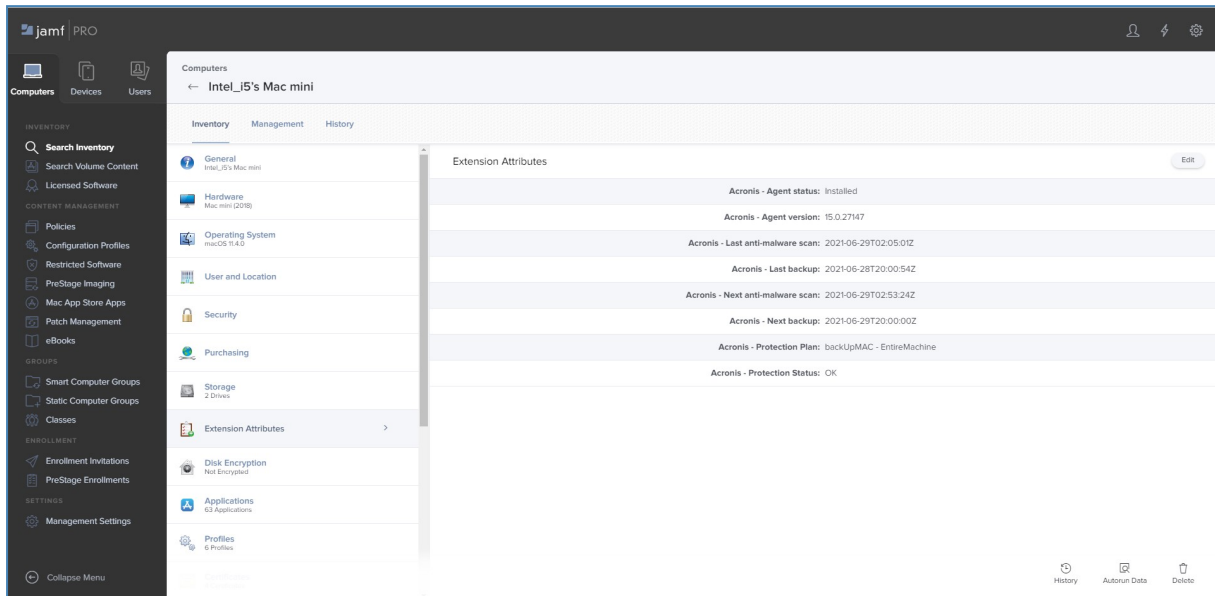 jamf PRO
Computers
Devices
Users
INVENTORY
Search Inventory
Search Volume Content
Licensed Software
CONTENT MANAGEMENT
Policies
Configuration Profiles
Restricted Software
PreStage Imaging
Mac App Store Apps
Patch Management
eBooks
GROUPS
Smart Computer Groups
Static Computer Groups
Classes
ENROLLMENT
Enrollment Invitations
PreStage Enrollments
SETTINGS
Management Settings
Collapse Menu
Computers
← Intel_i5's Mac mini
Inventory
Management
History
General
Intel_i5's Mac mini
Hardware
Mac mini (2018)
Operating System
macOS 11.4.0
User and Location
Security
Purchasing
Storage
2 Drives
Extension Attributes
Disk Encryption
Not Encrypted
Applications
63 Applications
Profiles
6 Profiles
Extension Attributes
Edit
Acronis - Agent status: Installed
Acronis - Agent version: 15.0.27147
Acronis - Last anti-malware scan: 2021-06-29T02:05:01Z
Acronis - Last backup: 2021-06-28T20:00:54Z
Acronis - Next anti-malware scan: 2021-06-29T02:53:24Z
Acronis - Next backup: 2021-06-29T20:00:00Z
Acronis - Protection Plan: backUpMAC - EntireMachine
Acronis - Protection Status: OK
History
Autorun Data
Delete